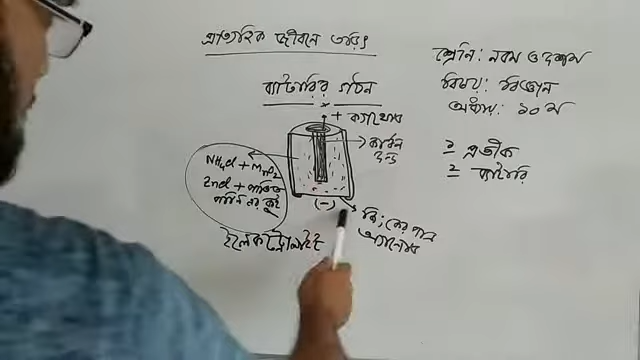 প্রাত্যহিক জীবনে তড়িৎ
ব্যাটারির গঠন
শ্রেণি: নবম ও দশম
বিষয়: বিজ্ঞান
অধ্যায়: ১০ম
১ প্রতীক
২ ব্যাটারি
+ ক্যাথোড
কার্বন
দন্ড
NH4Cl + MnO2
ZnCl +
(-)
অ্যানোড
ইলেকট্রোলাইট